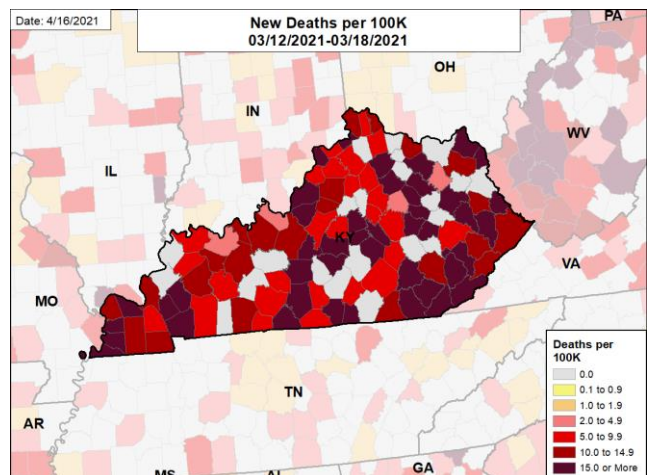 Date: 4/16/2021
New Deaths per 100K
03/12/2021-03/18/2021
PA
OH
IN
WV
IL
KY
VA
MO
TN
AR
MS
AL
GA
Deaths per
100K
0.0
0.1 to 0.9
1.0 to 1.9
2.0 to 4.9
5.0 to 9.9
10.0 to 14.9
15.0 or More